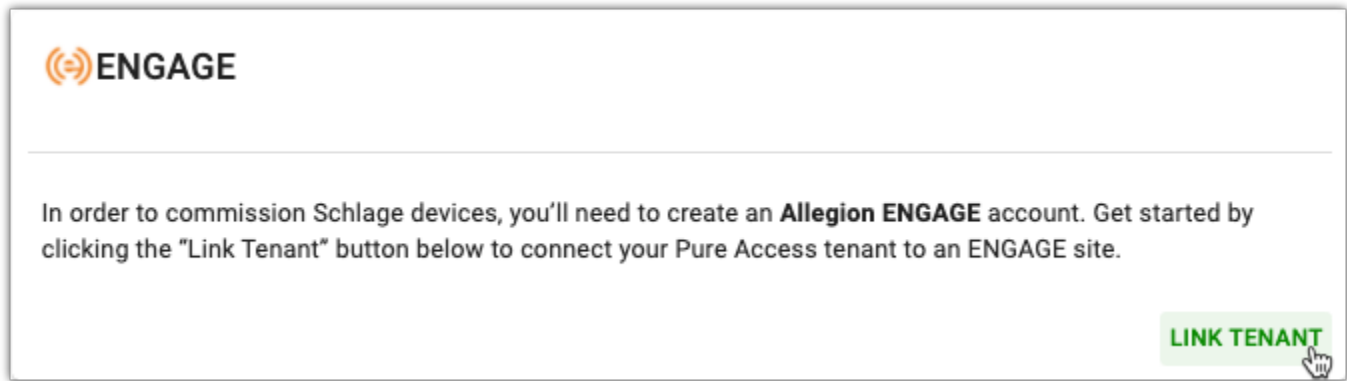 ENGAGE
In order to commission Schlage devices, you’ll need to create an Allegion ENGAGE account. Get started by
clicking the “Link Tenant” button below to connect your Pure Access tenant to an ENGAGE site.
LINK TENANT